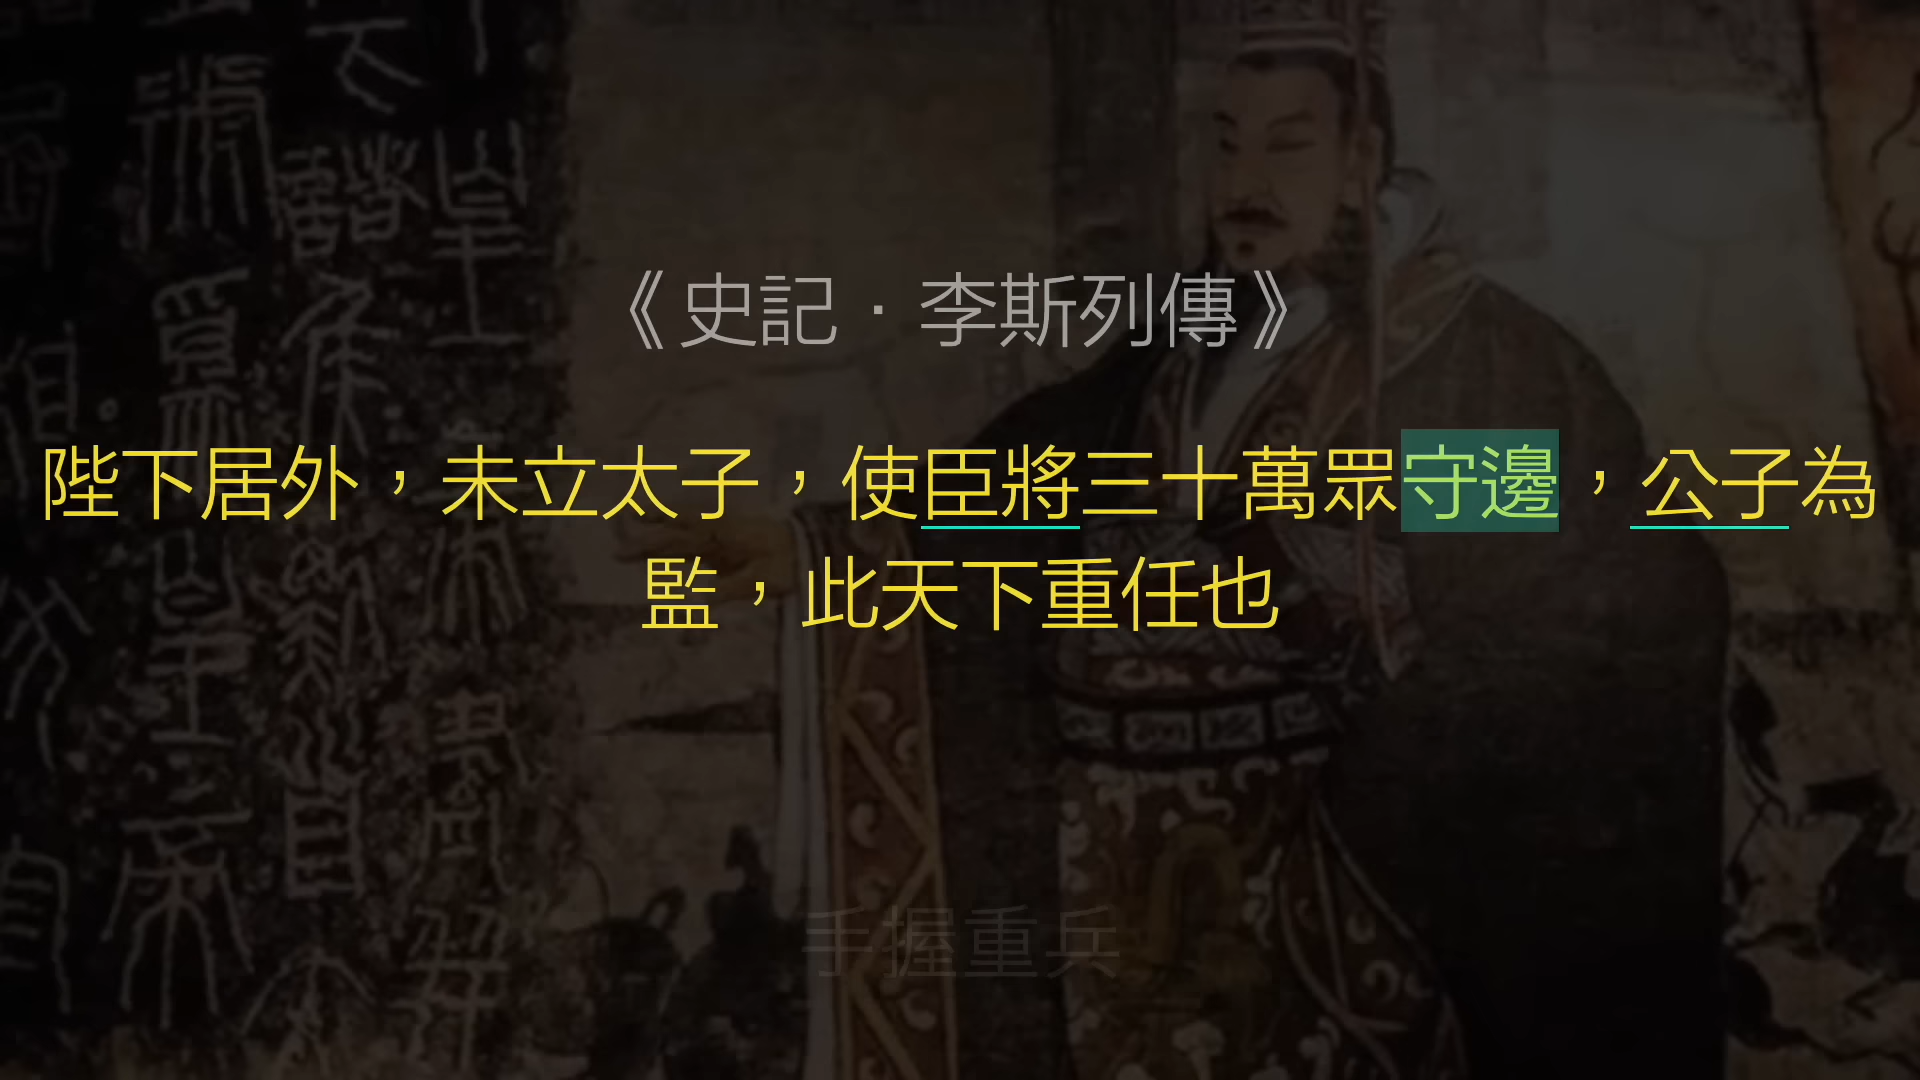 《史記·李斯列傳》
陛下居外，未立太子，使臣將三十萬眾守邊，公子為
監，此天下重任也
手握重兵